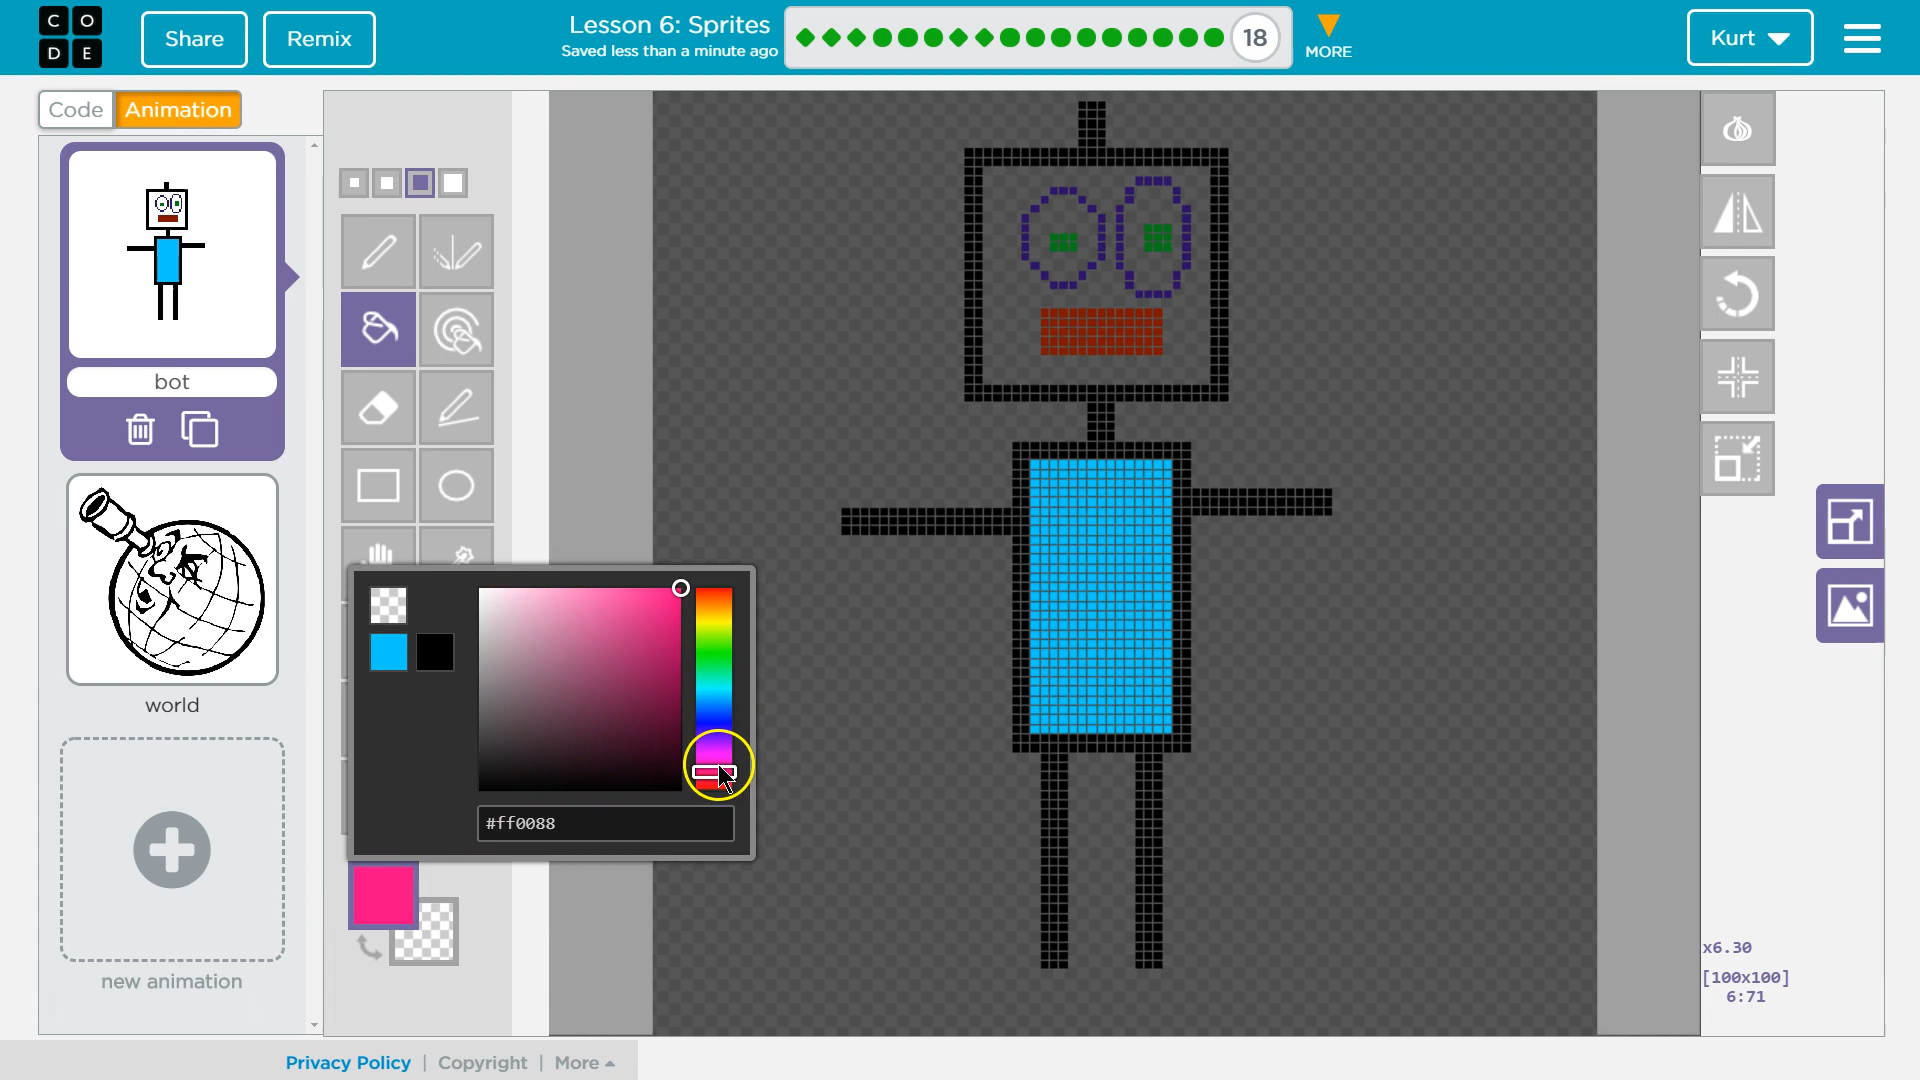 C O
D E
Share
Remix
Lesson 6: Sprites
Saved less than a minute ago
18
MORE
Kurt
Code
Animation
bot
world
new animation
#ff0088
x6.30
[100x100]
6:71
Privacy Policy | Copyright | More